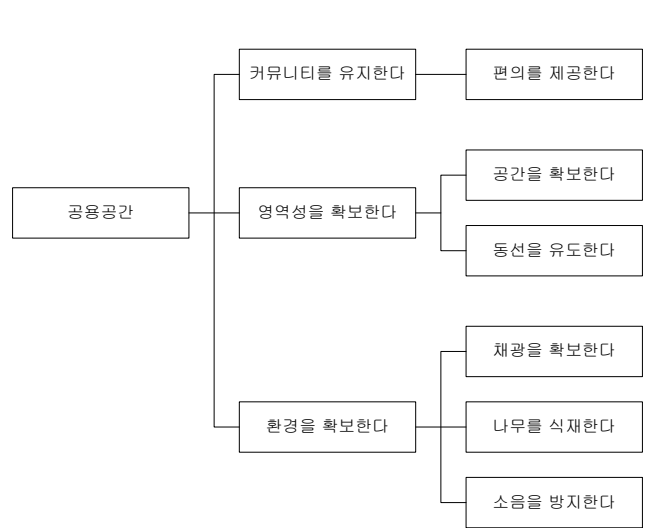 커뮤니티를 유지한다
편의를 제공한다
공간을 확보한다
공용공간
영역성을 확보한다
동선을 유도한다
채광을 확보한다
환경을 확보한다
나무를 식재한다
소음을 방지한다